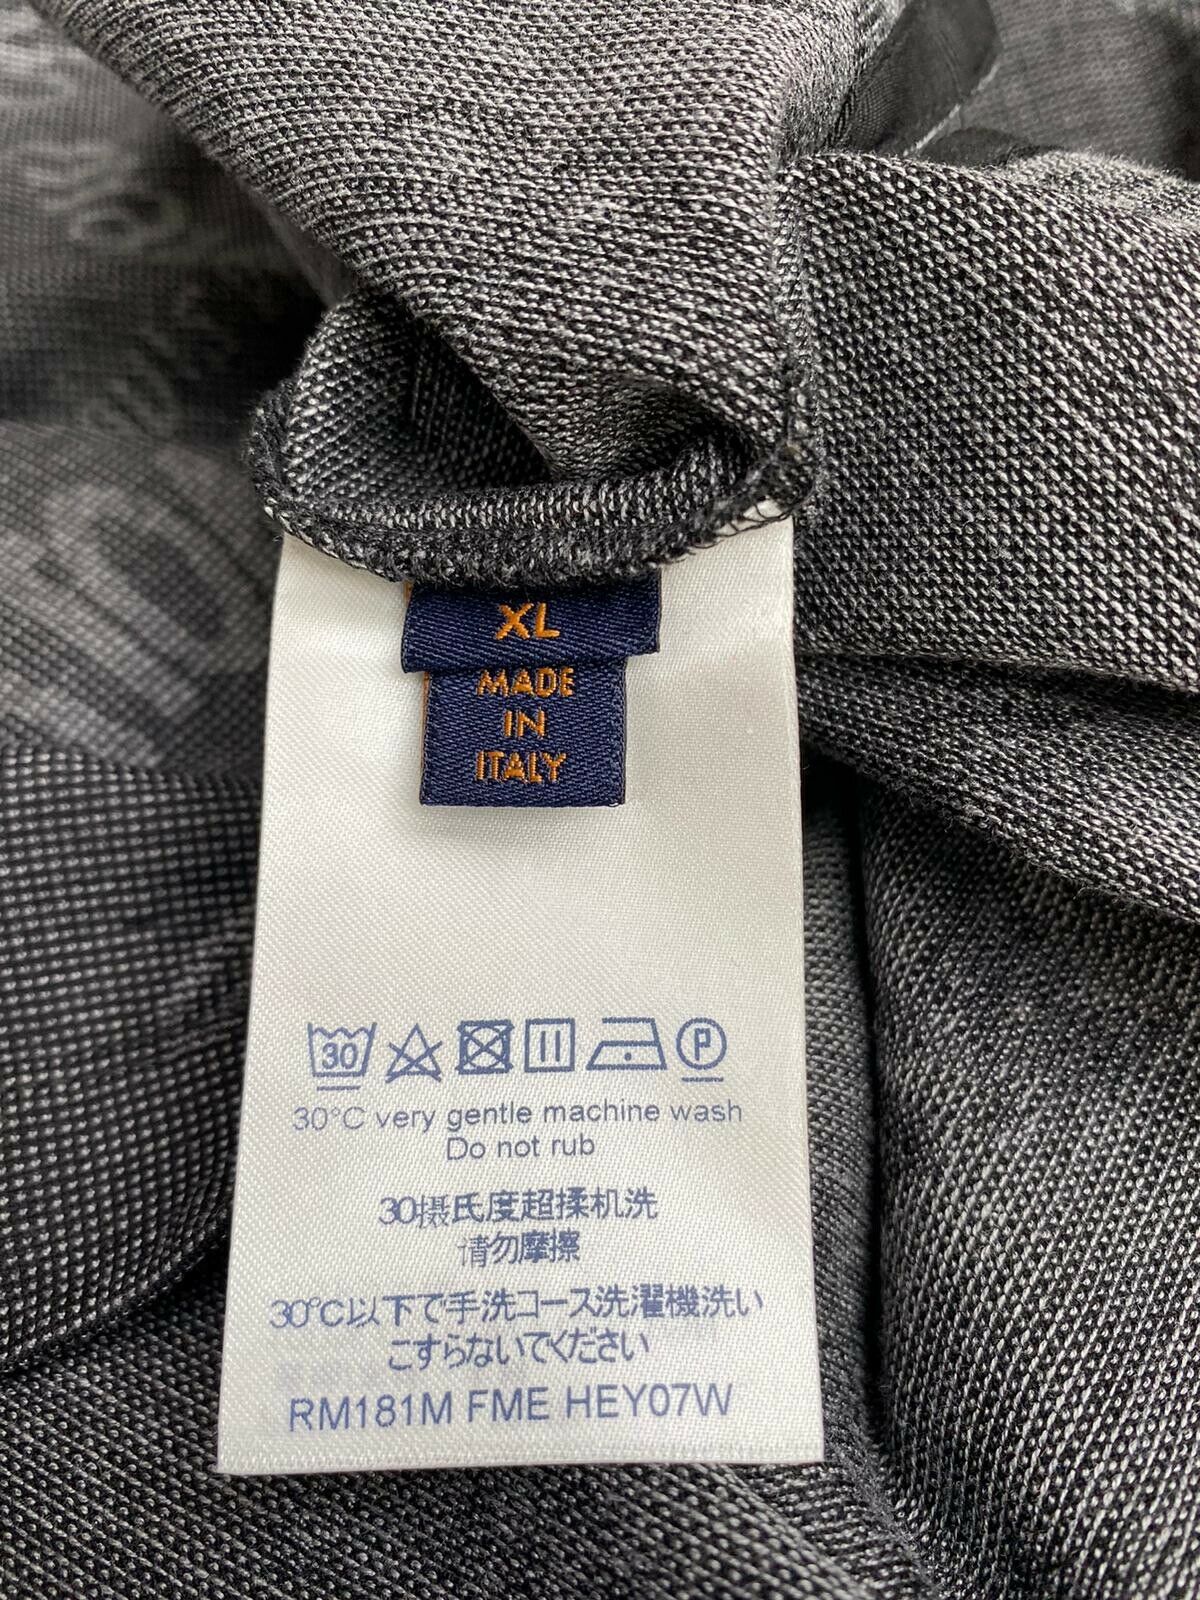 XL
MADE
IN
ITALY
30
P
30°C very gentle machine wash
Do not rub
30摄氏度超揉机洗
请勿摩擦
30℃以下で手洗コース洗濯機洗い
こすらないでください
RM181M FME HEY07W